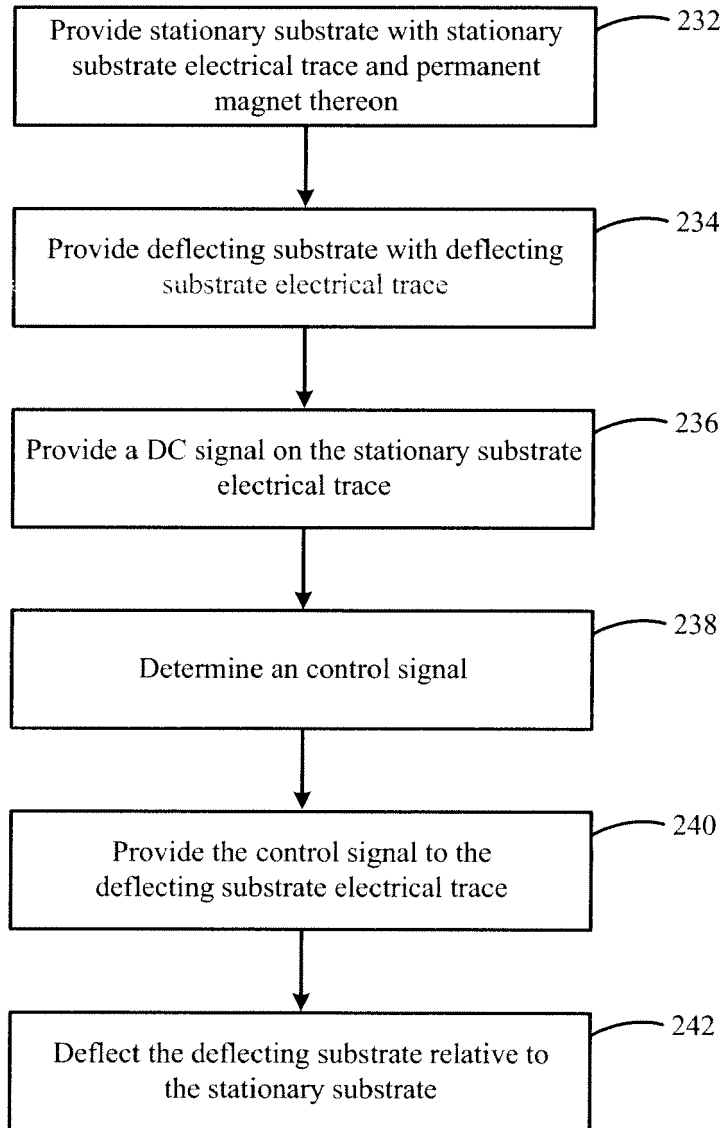 Provide stationary substrate with stationary
substrate electrical trace and permanent
magnet thereon
232
Provide deflecting substrate with deflecting
substrate electrical trace
234
Provide a DC signal on the stationary substrate
electrical trace
236
Determine an control signal
238
Provide the control signal to the
deflecting substrate electrical trace
240
Deflect the deflecting substrate relative to
the stationary substrate
242